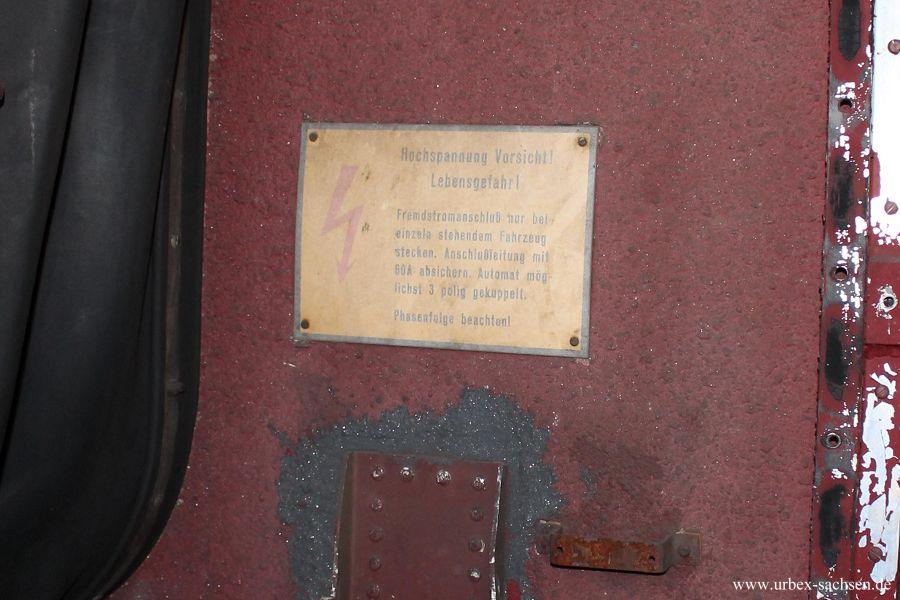 Hochspannung Vorsicht!
Lebensgefahr!
Fremdstromanschluß nur bei
einzeln stehendem Fahrzeug
stecken. Anschlußleitung mit
60A absichern. Automat mög-
lichst 3 polig gekuppelt.
Phasenfolge beachten!
www.urbex-sachsen.de